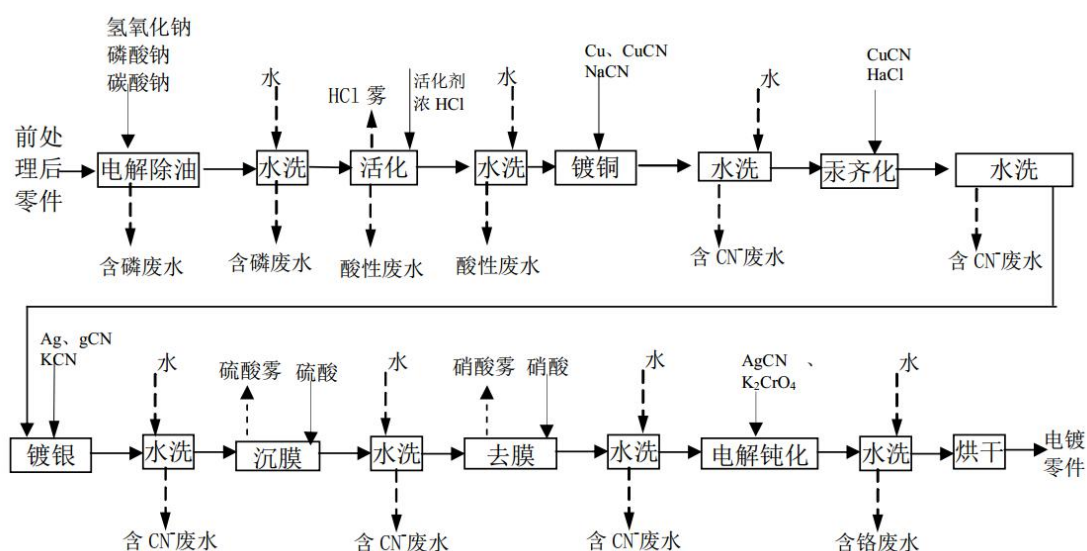 氢氧化钠
磷酸钠
碳酸钠
水
HCl 雾
活化剂
浓 HCl
水
Cu、CuCN
NaCN
水
CuCN
HaCl
前处
理后
零件
电解除油
水洗
活化
水洗
镀铜
水洗
汞齐化
水洗
含磷废水
含磷废水
酸性废水
酸性废水
含 CN⁻废水
含 CN⁻废水
Ag、gCN
KCN
水
硫酸雾
硫酸
水
硝酸雾
硝酸
水
AgCN 、
K₂CrO₄
水
镀银
水洗
沉膜
水洗
去膜
水洗
电解钝化
水洗
烘干
电镀
零件
含 CN⁻废水
含 CN⁻废水
含 CN⁻废水
含铬废水